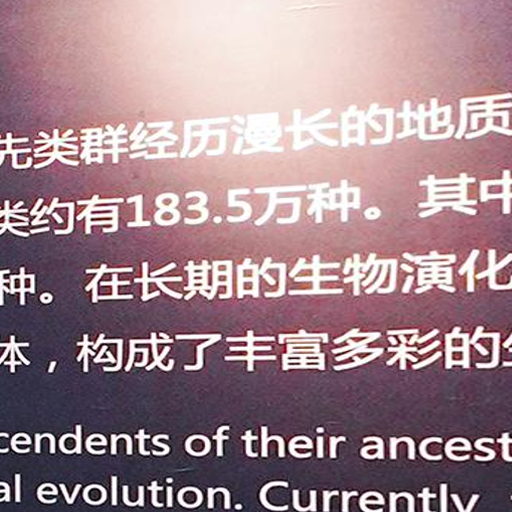 先类群经历漫长的地质
类约有183.5万种。其中
种。在长期的生物演化
体，构成了丰富多彩的生
cendents of their ancest
al evolution. Currently